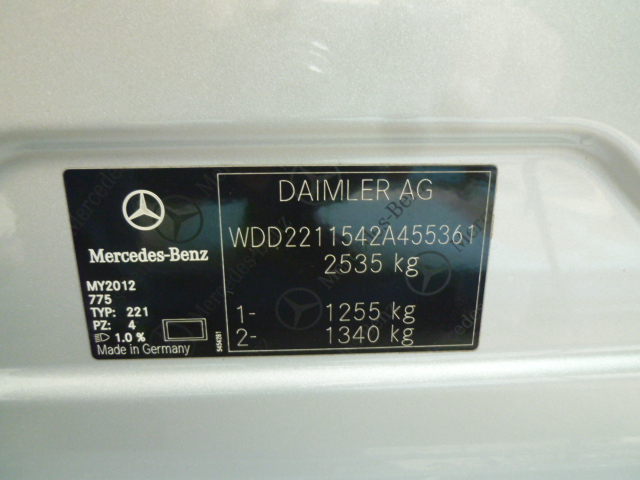 DAIMLER AG
Mercedes-Benz
WDD2211542A455361
2535 kg
1- 1255 kg
2- 1340 kg
MY2012
775
TYP: 221
PZ: 4
1.0 %
Made in Germany